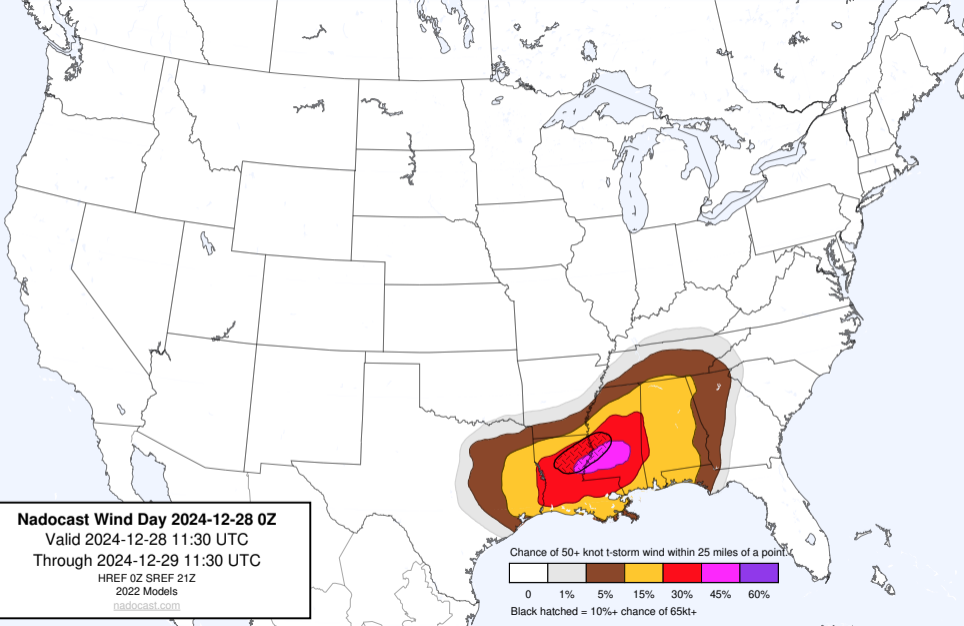 Nadocast Wind Day 2024-12-28 0Z
Valid 2024-12-28 11:30 UTC
Through 2024-12-29 11:30 UTC
HREF 0Z SREF 21Z
2022 Models
nadocast.com
Chance of 50+ knot t-storm wind within 25 miles of a point.
0 1% 5% 15% 30% 45% 60%
Black hatched = 10%+ chance of 65kt+